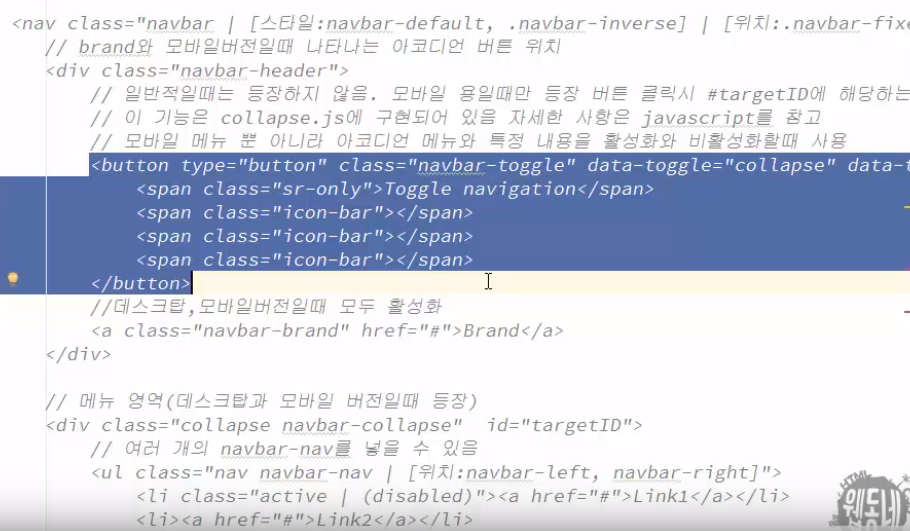 <nav class="navbar | [스타일:navbar-default, .navbar-inverse] | [위치:.navbar-fixe
// brand와 모바일버전일때 나타나는 아코디언 버튼 위치
<div class="navbar-header">
// 일반적일때는 등장하지 않음. 모바일 용일때만 등장 버튼 클릭시 #targetID에 해당하는
// 이 기능은 collapse.js에 구현되어 있음 자세한 사항은 javascript를 참고
// 모바일 메뉴 뿐 아니라 아코디언 메뉴와 특정 내용을 활성화와 비활성화할때 사용
<button type="button" class="navbar-toggle" data-toggle="collapse" data-t
<span class="sr-only">Toggle navigation</span>
<span class="icon-bar"></span>
<span class="icon-bar"></span>
<span class="icon-bar"></span>
</button>
//데스크탑,모바일버전일때 모두 활성화
<a class="navbar-brand" href="#">Brand</a>
</div>
// 메뉴 영역(데스크탑과 모바일 버전일때 등장)
<div class="collapse navbar-collapse"  id="targetID">
// 여러 개의 navbar-nav를 넣을 수 있음
<ul class="nav navbar-nav | [위치:navbar-left, navbar-right]">
<li class="active | (disabled)"><a href="#">Link1</a></li>
<li><a href="#">Link2</a></li>
HTML
웹도네